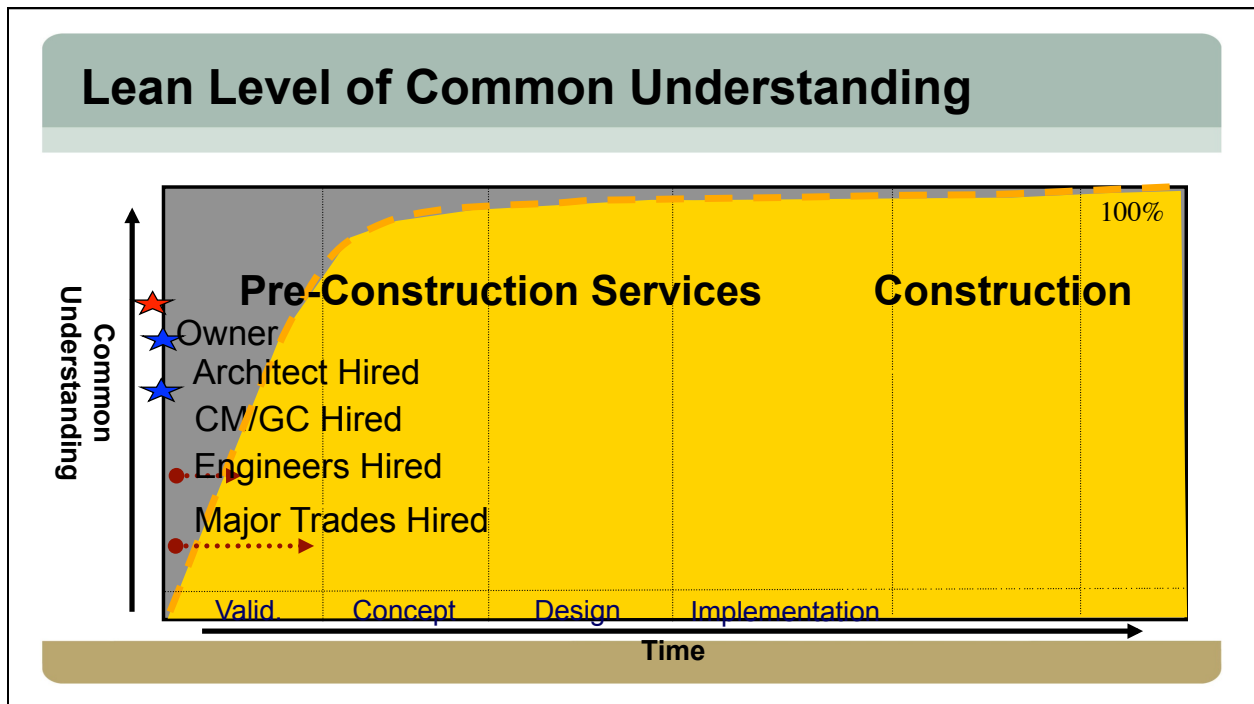 Lean Level of Common Understanding
100%
Pre-Construction Services
Construction
Common
Understanding
Owner
Architect Hired
CM/GC Hired
Engineers Hired
Major Trades Hired
Valid.
Concept
Design
Implementation
Time